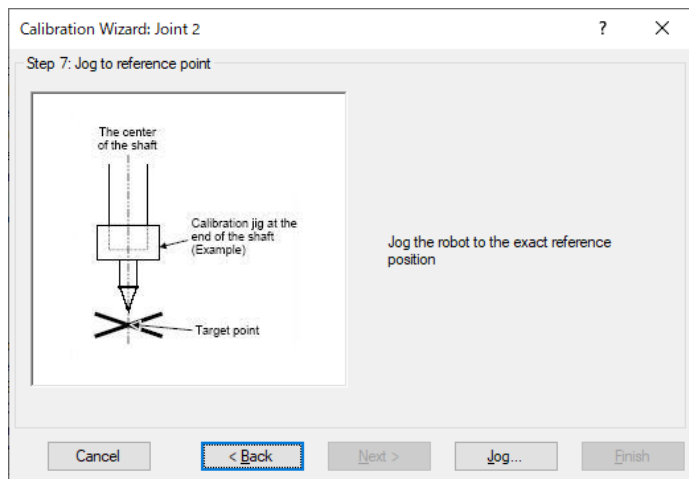 Calibration Wizard: Joint 2
?
Step 7: Jog to reference point
The center
of the shaft
Calibration jig at the
end of the shaft
(Example)
Target point
Jog the robot to the exact reference
position
Cancel
< Back
Next >
Jog...
Finish